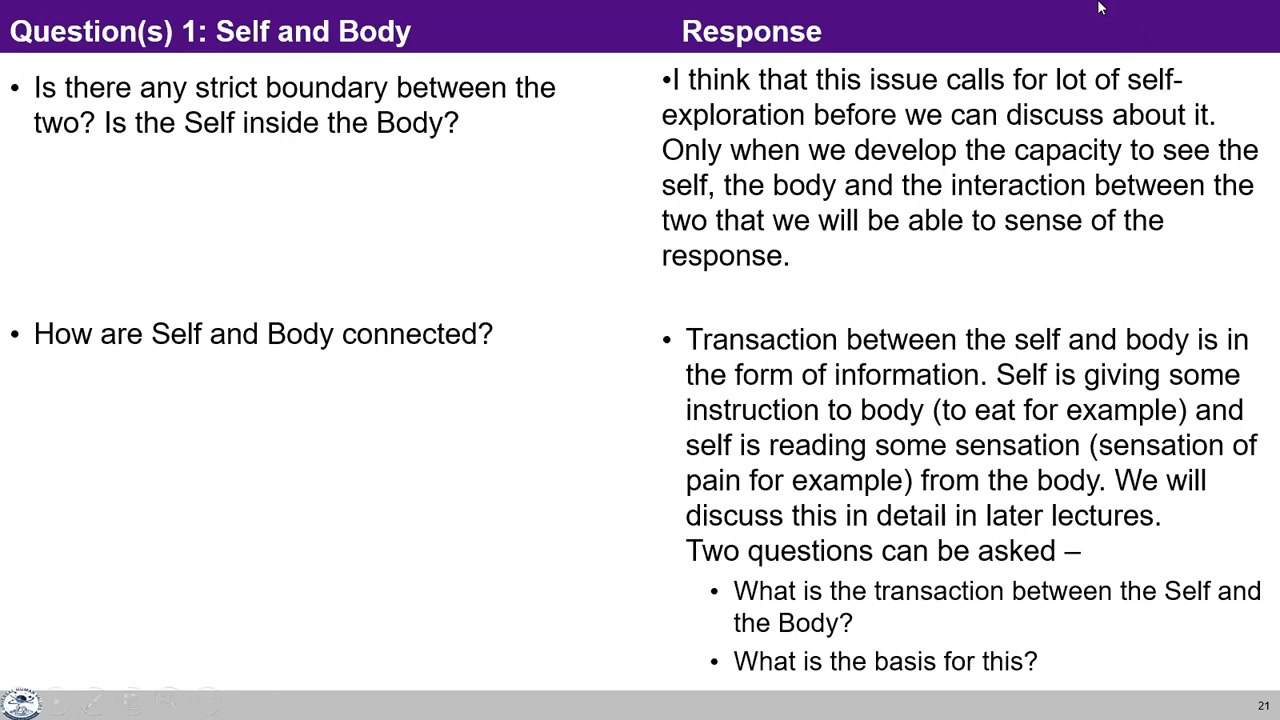 Question(s) 1: Self and Body
Response
• Is there any strict boundary between the
two? Is the Self inside the Body?
•I think that this issue calls for lot of self-
exploration before we can discuss about it.
Only when we develop the capacity to see the
self, the body and the interaction between the
two that we will be able to sense of the
response.
• How are Self and Body connected?
• Transaction between the self and body is in
the form of information. Self is giving some
instruction to body (to eat for example) and
self is reading some sensation (sensation of
pain for example) from the body. We will
discuss this in detail in later lectures.
Two questions can be asked –
• What is the transaction between the Self and
the Body?
• What is the basis for this?
21